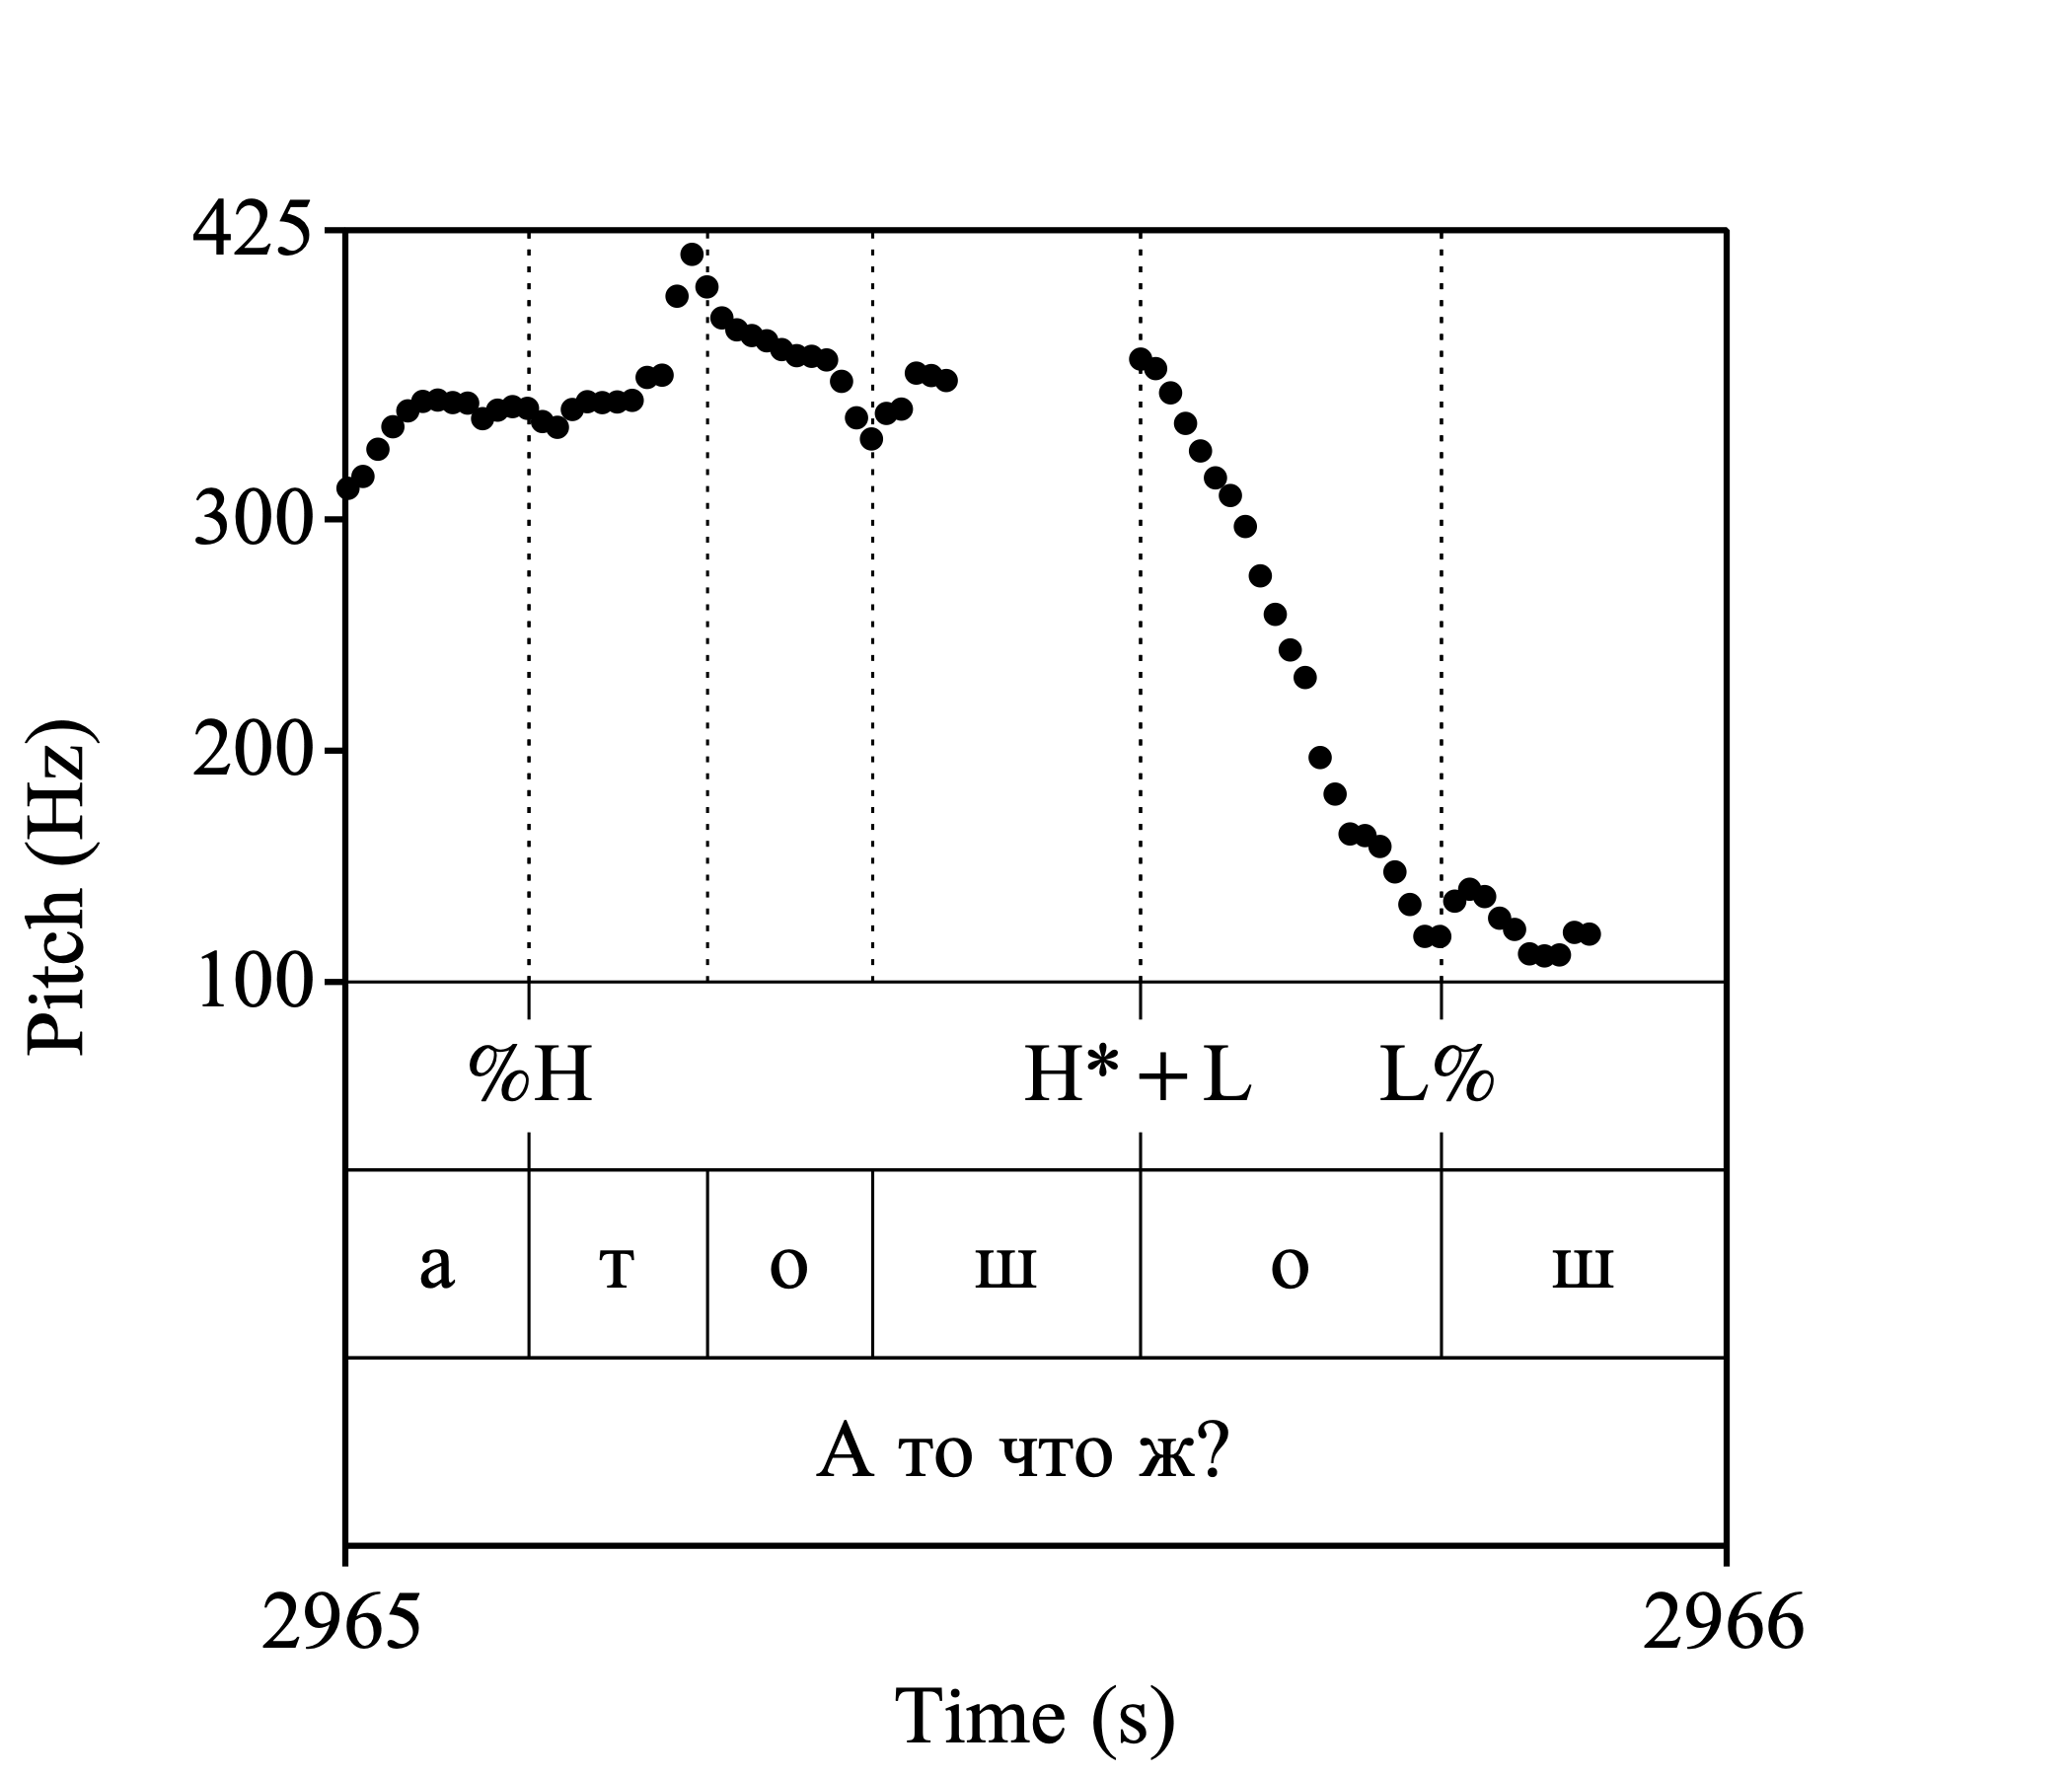 425
300
200
100
Pitch (Hz)
%H H*+L L%
а т о ш о ш
А то что ж?
2965 2966
Time (s)